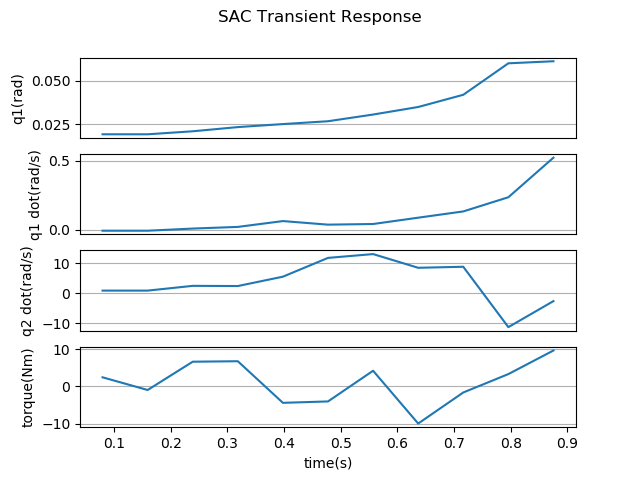 SAC Transient Response
q1(rad)
0.050
0.025
q1 dot(rad/s)
0.5
0.0
q2 dot(rad/s)
10
0
−10
torque(Nm)
10
0
−10
0.1 0.2 0.3 0.4 0.5 0.6 0.7 0.8 0.9
time(s)